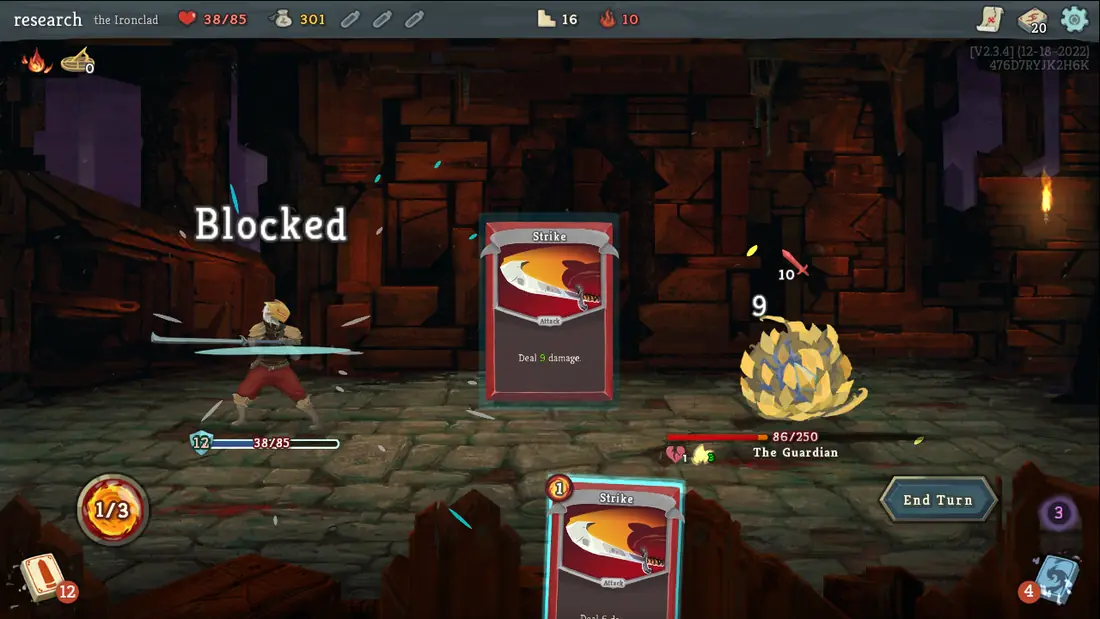 research the Ironclad 38/85 301 16 10 20
[V2.3.4] (12-18-2022)
476D7RYJK2H6K
0
Blocked
Strike
Attack
Deal 9 damage.
10
9
12 38/85
86/250
1 3
The Guardian
1/3
1
Strike
Attack
End Turn
3
12
4